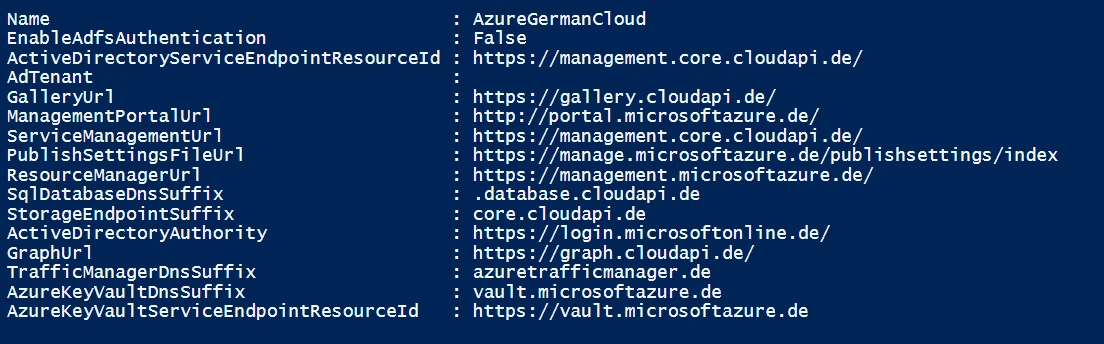 Name : AzureGermanCloud
EnableAdfsAuthentication : False
ActiveDirectoryServiceEndpointResourceId : https://management.core.cloudapi.de/
AdTenant :
GalleryUrl : https://gallery.cloudapi.de/
ManagementPortalUrl : http://portal.microsoftazure.de/
ServiceManagementUrl : https://management.core.cloudapi.de/
PublishSettingsFileUrl : https://manage.microsoftazure.de/publishsettings/index
ResourceManagerUrl : https://management.microsoftazure.de/
SqlDatabaseDnsSuffix : .database.cloudapi.de
StorageEndpointSuffix : core.cloudapi.de
ActiveDirectoryAuthority : https://login.microsoftonline.de/
GraphUrl : https://graph.cloudapi.de/
TrafficManagerDnsSuffix : azuretrafficmanager.de
AzureKeyVaultDnsSuffix : vault.microsoftazure.de
AzureKeyVaultServiceEndpointResourceId : https://vault.microsoftazure.de